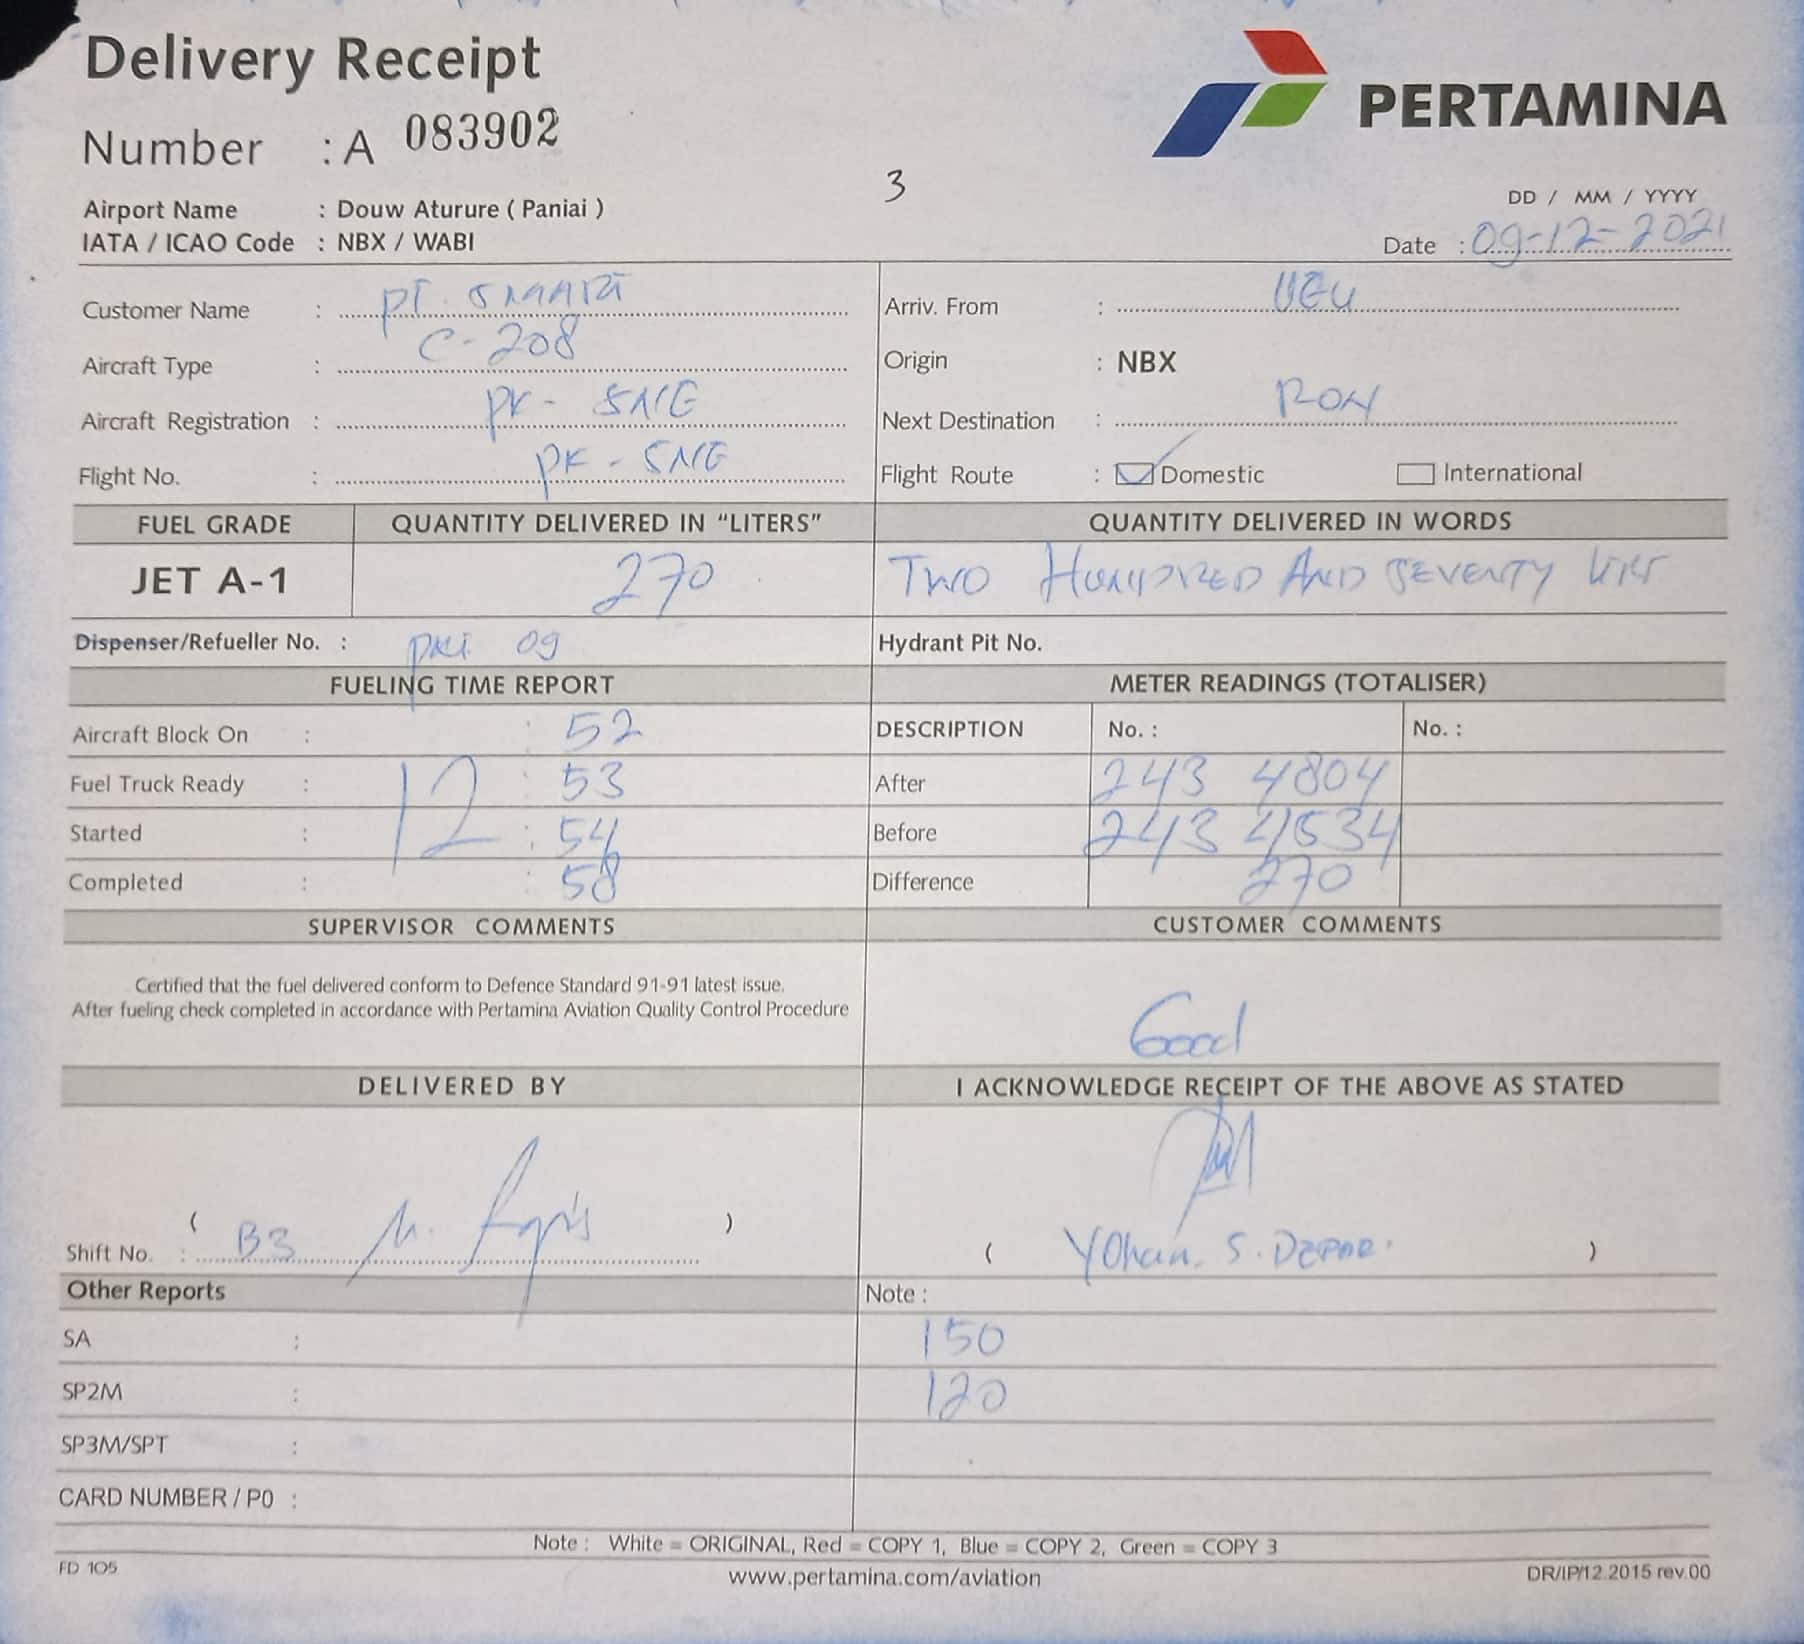 Delivery Receipt
PERTAMINA
Number : A 083902
3
Airport Name : Douw Aturure ( Paniai )
IATA / ICAO Code : NBX / WABI
DD / MM / YYYY
Date : 09-12-2021
Customer Name : PT. SMART
Aircraft Type : C-208
Aircraft Registration : PK - SNG
Flight No. : PK - SNG
Arriv. From :
Origin : NBX
Next Destination : RON
Flight Route : Domestic International
FUEL GRADE QUANTITY DELIVERED IN “LITERS” QUANTITY DELIVERED IN WORDS
JET A-1 270 TWO HUNDRED AND SEVENTY
Dispenser/Refueller No. : 09 Hydrant Pit No.
FUELING TIME REPORT METER READINGS (TOTALISER)
Aircraft Block On : : 52 DESCRIPTION No. : No. :
Fuel Truck Ready : 12 : 53 After 243 4804
Started : : 54 Before 243 4534
Completed : : 58 Difference 270
SUPERVISOR COMMENTS CUSTOMER COMMENTS
Certified that the fuel delivered conform to Defence Standard 91-91 latest issue.
After fueling check completed in accordance with Pertamina Aviation Quality Control Procedure
Good
DELIVERED BY I ACKNOWLEDGE RECEIPT OF THE ABOVE AS STATED
( )
Shift No. : B3
( Yohan. S. )
Other Reports Note :
SA : 150
SP2M : 120
SP3M/SPT :
CARD NUMBER / P0 :
Note : White = ORIGINAL, Red = COPY 1, Blue = COPY 2, Green = COPY 3
FD 105 www.pertamina.com/aviation DR/IP/12.2015 rev.00